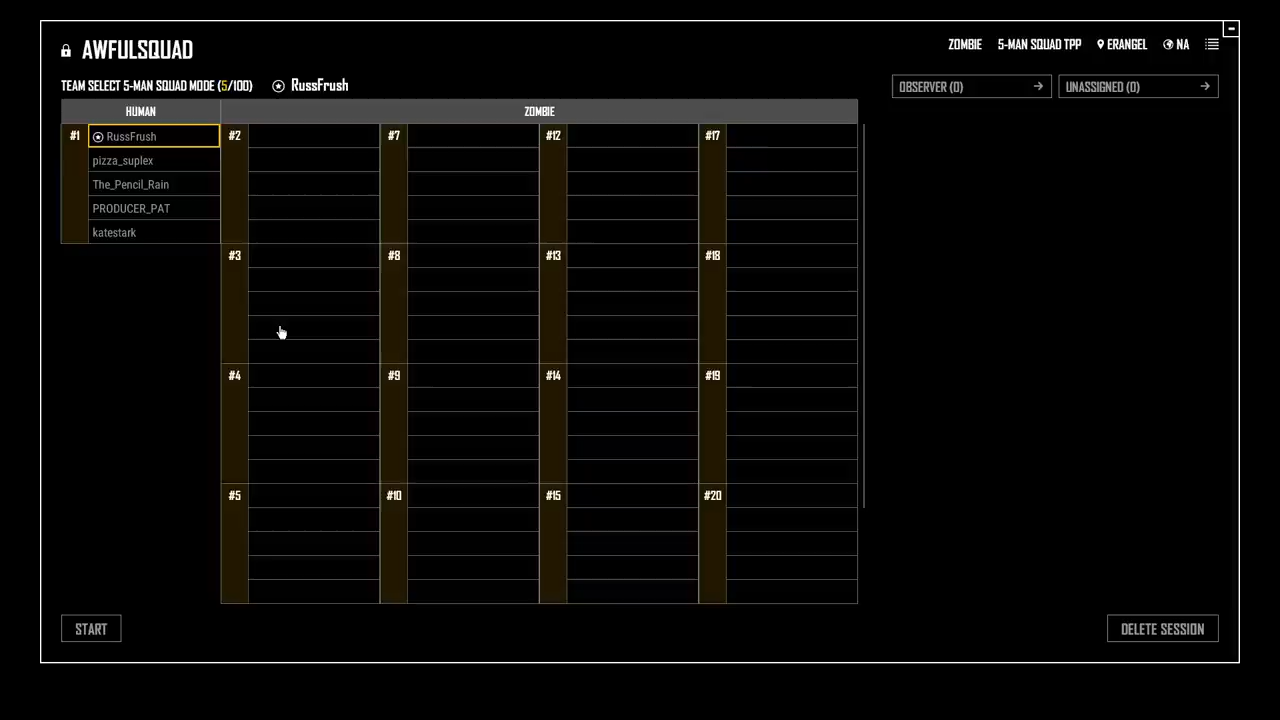 AWFULSQUAD
ZOMBIE 5-MAN SQUAD TPP ERANGEL NA
TEAM SELECT 5-MAN SQUAD MODE (5/100) RussFrush
OBSERVER (0) UNASSIGNED (0)
HUMAN ZOMBIE
#1 RussFrush #2 #7 #12 #17
pizza_suplex
The_Pencil_Rain
PRODUCER_PAT
katestark
#3 #8 #13 #18
#4 #9 #14 #19
#5 #10 #15 #20
START DELETE SESSION